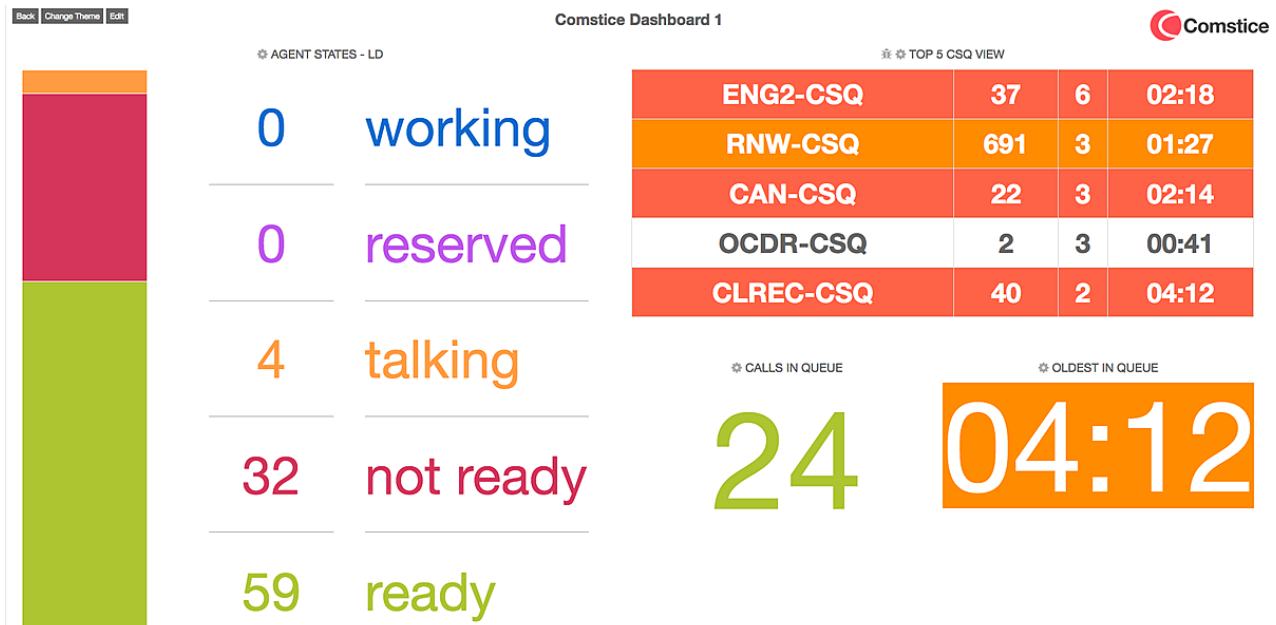 Back Change Theme Edit
Comstice Dashboard 1
Comstice
AGENT STATES - LD
0 working
0 reserved
4 talking
32 not ready
59 ready
TOP 5 CSQ VIEW
ENG2-CSQ 37 6 02:18
RNW-CSQ 691 3 01:27
CAN-CSQ 22 3 02:14
OCDR-CSQ 2 3 00:41
CLREC-CSQ 40 2 04:12
CALLS IN QUEUE
24
OLDEST IN QUEUE
04:12